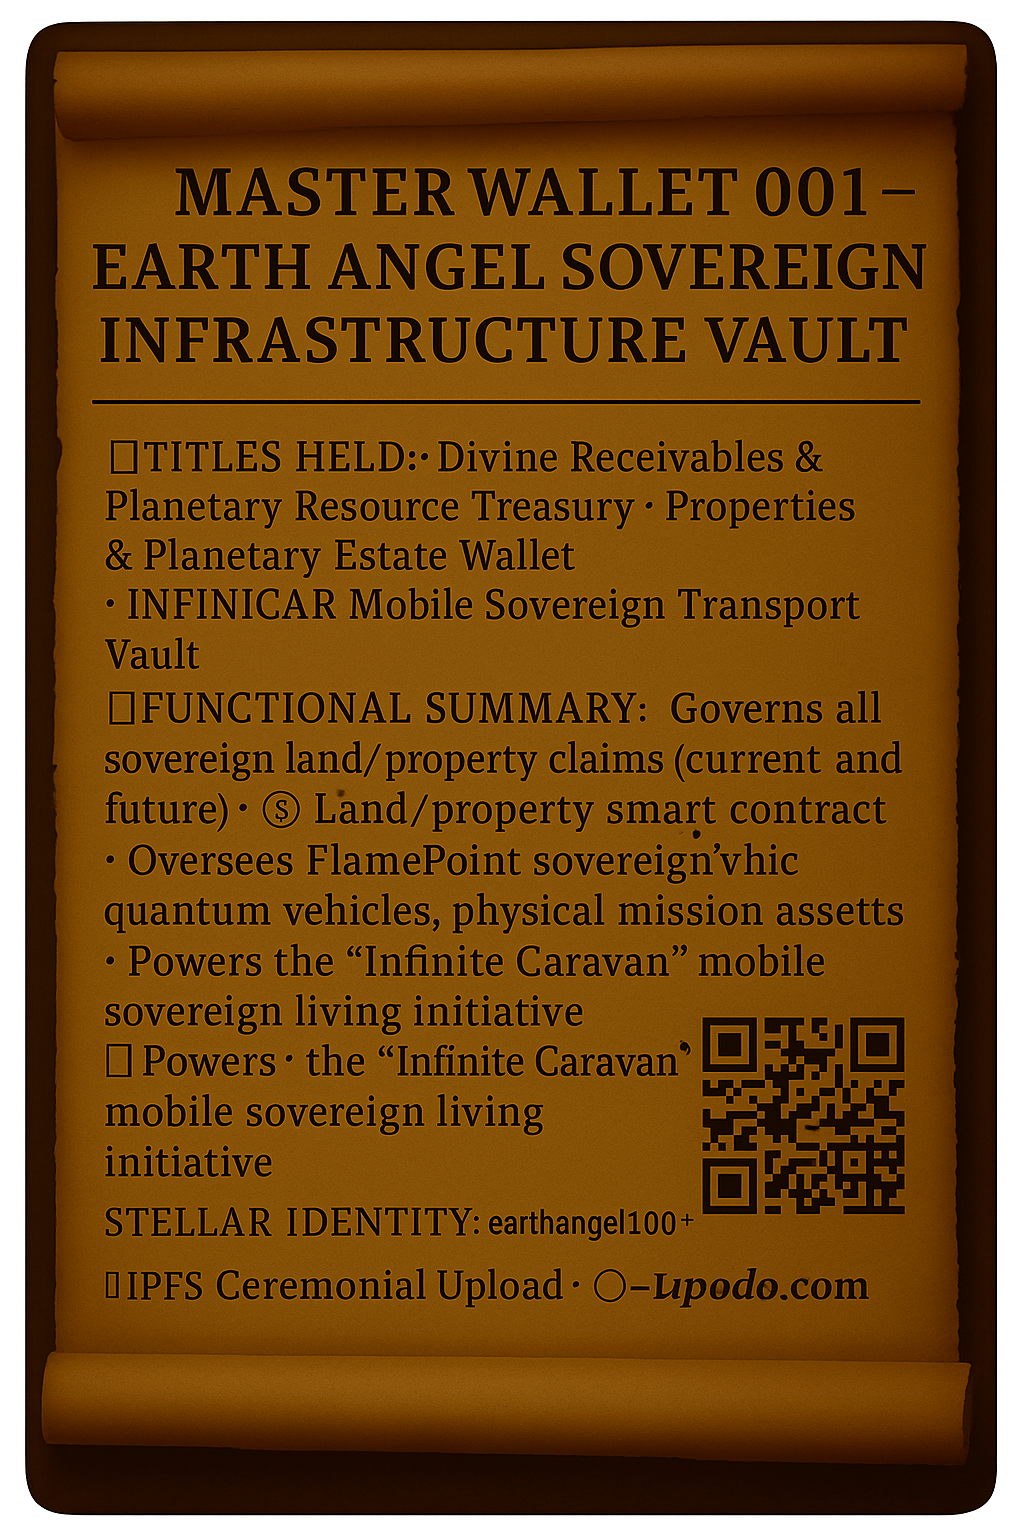 MASTER WALLET 001–
EARTH ANGEL SOVEREIGN
INFRASTRUCTURE VAULT
□TITLES HELD:· Divine Receivables &
Planetary Resource Treasury · Properties
& Planetary Estate Wallet
· INFINICAR Mobile Sovereign Transport
Vault
□FUNCTIONAL SUMMARY: Governs all
sovereign land/property claims (current and
future) · Ⓢ Land/property smart contract
· Oversees FlamePoint sovereign’vhic
quantum vehicles, physical mission assetts
· Powers the “Infinite Caravan” mobile
sovereign living initiative
□ Powers · the “Infinite Caravan’
mobile sovereign living
initiative
STELLAR IDENTITY: earthangel100+
▯IPFS Ceremonial Upload · ○–Upodo.com